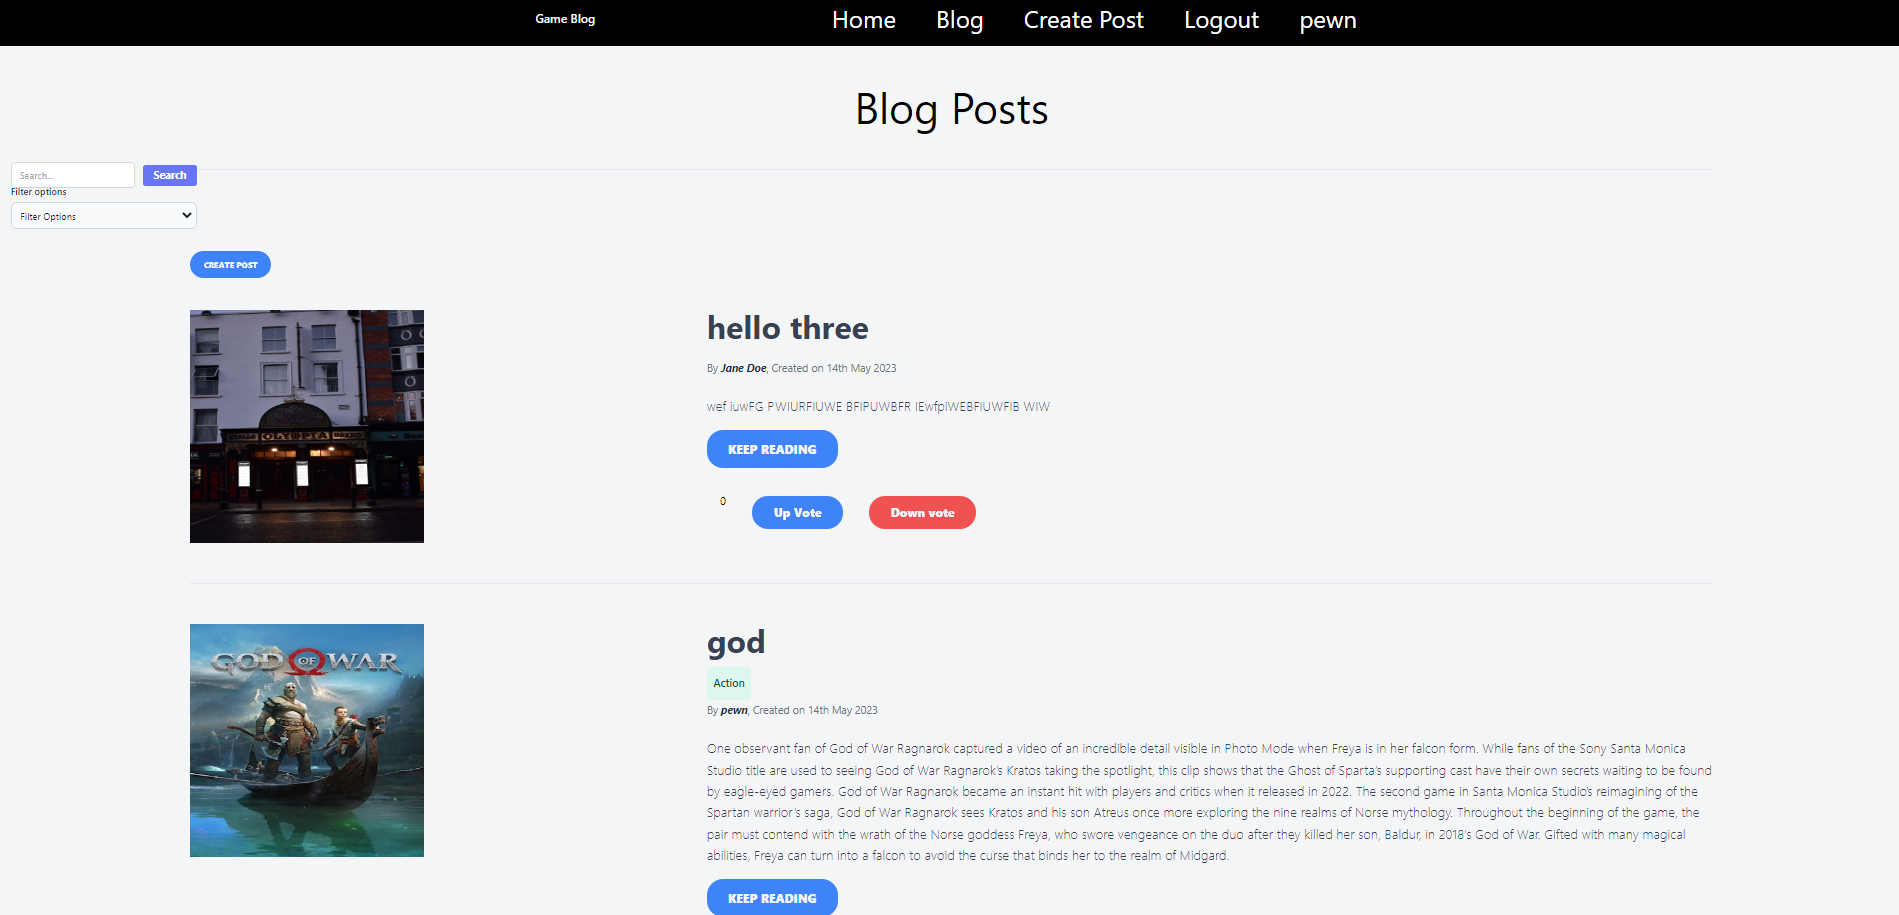 Game Blog
Home Blog Create Post Logout pewn
Blog Posts
Search... Search
Filter options
Filter Options
CREATE POST
OLYMPIA
hello three
By Jane Doe, Created on 14th May 2023
wef iuwFG PWIURFIUWE BFIPUWBFR IEwfpiWEBFIUWFIB WIW
KEEP READING
0 Up Vote Down vote
GOD OF WAR
god
Action
By pewn, Created on 14th May 2023
One observant fan of God of War Ragnarok captured a video of an incredible detail visible in Photo Mode when Freya is in her falcon form. While fans of the Sony Santa Monica
Studio title are used to seeing God of War Ragnarok's Kratos taking the spotlight, this clip shows that the Ghost of Sparta's supporting cast have their own secrets waiting to be found
by eagle-eyed gamers. God of War Ragnarok became an instant hit with players and critics when it released in 2022. The second game in Santa Monica Studio's reimagining of the
Spartan warrior's saga, God of War Ragnarok sees Kratos and his son Atreus once more exploring the nine realms of Norse mythology. Throughout the beginning of the game, the
pair must contend with the wrath of the Norse goddess Freya, who swore vengeance on the duo after they killed her son, Baldur, in 2018's God of War. Gifted with many magical
abilities, Freya can turn into a falcon to avoid the curse that binds her to the realm of Midgard.
KEEP READING